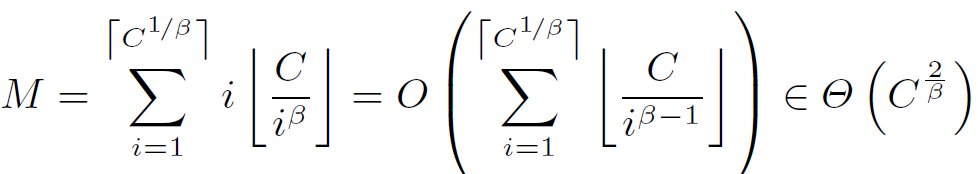 M = \sum_{i=1}^{\lceil C^{1/\beta} \rceil} i \left\lfloor \frac{C}{i^{\beta}} \right\rfloor = O \left( \sum_{i=1}^{\lceil C^{1/\beta} \rceil} \left\lfloor \frac{C}{i^{\beta-1}} \right\rfloor \right) \in \Theta \left( C^{\frac{2}{\beta}} \right)